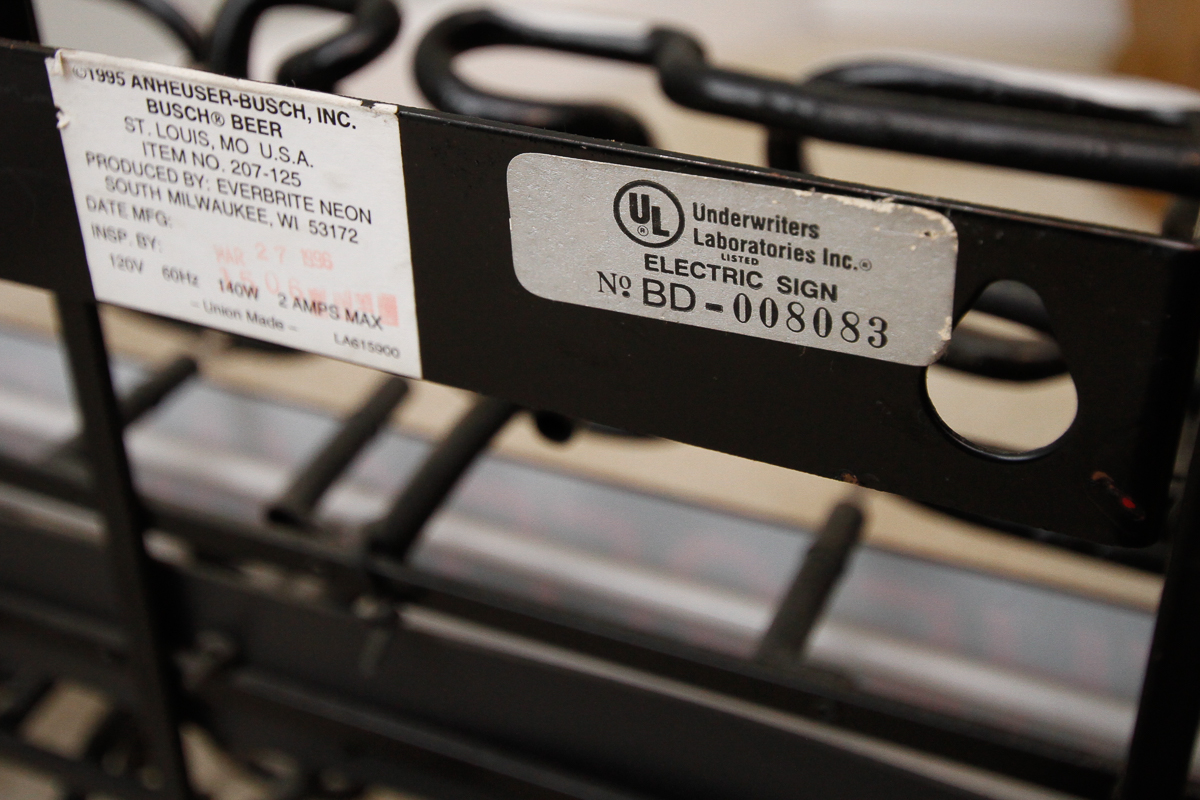 ©1995 ANHEUSER-BUSCH, INC.
BUSCH® BEER
ST. LOUIS, MO U.S.A.
ITEM NO. 207-125
PRODUCED BY: EVERBRITE NEON
SOUTH MILWAUKEE, WI 53172
DATE MFG:
MAR 27 1996
INSP. BY:
120V 60Hz 140W 2 AMPS MAX
- Union Made -
LA615900
UL ®
Underwriters
Laboratories Inc.®
LISTED
ELECTRIC SIGN
Nº BD-008083